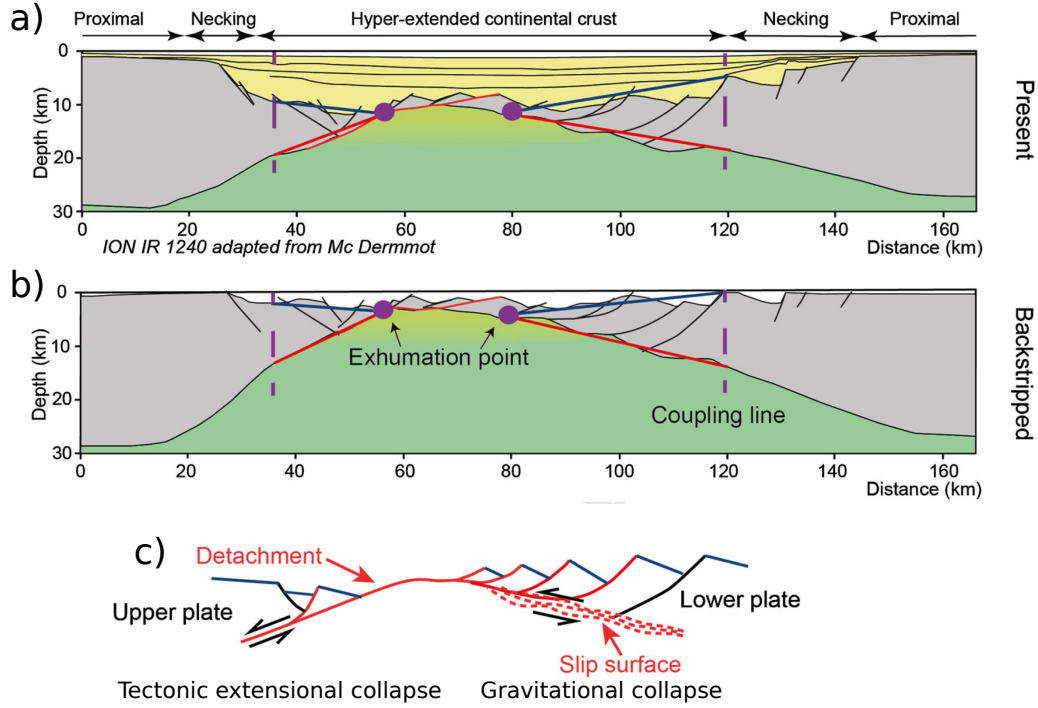 a)
Proximal Necking Hyper-extended continental crust Necking Proximal
0
10
20
30
Depth (km)
Present
0 20 40 60 80 100 120 140 160
ION IR 1240 adapted from Mc Dermmot
Distance (km)
b)
0
10
20
30
Depth (km)
Exhumation point
Coupling line
Backstripped
0 20 40 60 80 100 120 140 160
Distance (km)
c)
Detachment
Upper plate
Lower plate
Slip surface
Tectonic extensional collapse Gravitational collapse